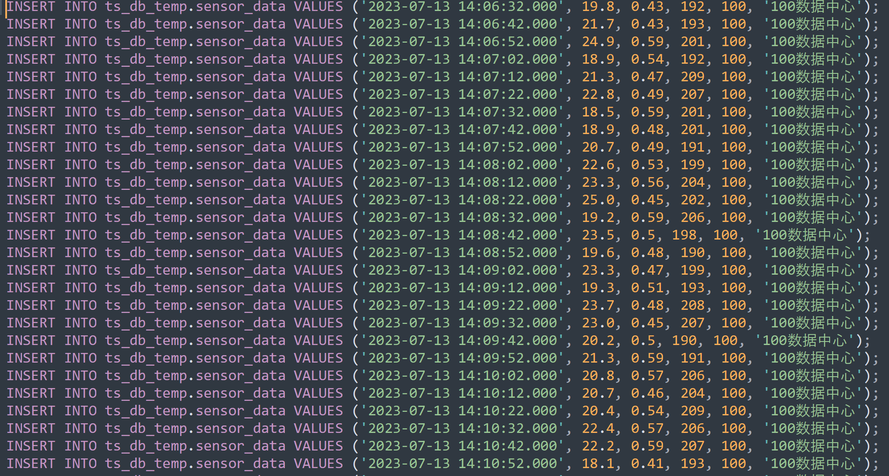 INSERT INTO ts_db_temp.sensor_data VALUES ('2023-07-13 14:06:32.000', 19.8, 0.43, 192, 100, '100数据中心');
INSERT INTO ts_db_temp.sensor_data VALUES ('2023-07-13 14:06:42.000', 21.7, 0.43, 193, 100, '100数据中心');
INSERT INTO ts_db_temp.sensor_data VALUES ('2023-07-13 14:06:52.000', 24.9, 0.59, 201, 100, '100数据中心');
INSERT INTO ts_db_temp.sensor_data VALUES ('2023-07-13 14:07:02.000', 18.9, 0.54, 192, 100, '100数据中心');
INSERT INTO ts_db_temp.sensor_data VALUES ('2023-07-13 14:07:12.000', 21.3, 0.47, 209, 100, '100数据中心');
INSERT INTO ts_db_temp.sensor_data VALUES ('2023-07-13 14:07:22.000', 22.8, 0.49, 207, 100, '100数据中心');
INSERT INTO ts_db_temp.sensor_data VALUES ('2023-07-13 14:07:32.000', 18.5, 0.59, 201, 100, '100数据中心');
INSERT INTO ts_db_temp.sensor_data VALUES ('2023-07-13 14:07:42.000', 18.9, 0.48, 201, 100, '100数据中心');
INSERT INTO ts_db_temp.sensor_data VALUES ('2023-07-13 14:07:52.000', 20.7, 0.49, 191, 100, '100数据中心');
INSERT INTO ts_db_temp.sensor_data VALUES ('2023-07-13 14:08:02.000', 22.6, 0.53, 199, 100, '100数据中心');
INSERT INTO ts_db_temp.sensor_data VALUES ('2023-07-13 14:08:12.000', 23.3, 0.56, 204, 100, '100数据中心');
INSERT INTO ts_db_temp.sensor_data VALUES ('2023-07-13 14:08:22.000', 25.0, 0.45, 202, 100, '100数据中心');
INSERT INTO ts_db_temp.sensor_data VALUES ('2023-07-13 14:08:32.000', 19.2, 0.59, 206, 100, '100数据中心');
INSERT INTO ts_db_temp.sensor_data VALUES ('2023-07-13 14:08:42.000', 23.5, 0.5, 198, 100, '100数据中心');
INSERT INTO ts_db_temp.sensor_data VALUES ('2023-07-13 14:08:52.000', 19.6, 0.48, 190, 100, '100数据中心');
INSERT INTO ts_db_temp.sensor_data VALUES ('2023-07-13 14:09:02.000', 23.3, 0.47, 199, 100, '100数据中心');
INSERT INTO ts_db_temp.sensor_data VALUES ('2023-07-13 14:09:12.000', 19.3, 0.51, 193, 100, '100数据中心');
INSERT INTO ts_db_temp.sensor_data VALUES ('2023-07-13 14:09:22.000', 23.7, 0.48, 208, 100, '100数据中心');
INSERT INTO ts_db_temp.sensor_data VALUES ('2023-07-13 14:09:32.000', 23.0, 0.45, 207, 100, '100数据中心');
INSERT INTO ts_db_temp.sensor_data VALUES ('2023-07-13 14:09:42.000', 20.2, 0.5, 190, 100, '100数据中心');
INSERT INTO ts_db_temp.sensor_data VALUES ('2023-07-13 14:09:52.000', 21.3, 0.59, 191, 100, '100数据中心');
INSERT INTO ts_db_temp.sensor_data VALUES ('2023-07-13 14:10:02.000', 20.8, 0.57, 206, 100, '100数据中心');
INSERT INTO ts_db_temp.sensor_data VALUES ('2023-07-13 14:10:12.000', 20.7, 0.46, 204, 100, '100数据中心');
INSERT INTO ts_db_temp.sensor_data VALUES ('2023-07-13 14:10:22.000', 20.4, 0.54, 209, 100, '100数据中心');
INSERT INTO ts_db_temp.sensor_data VALUES ('2023-07-13 14:10:32.000', 22.4, 0.57, 206, 100, '100数据中心');
INSERT INTO ts_db_temp.sensor_data VALUES ('2023-07-13 14:10:42.000', 22.2, 0.59, 207, 100, '100数据中心');
INSERT INTO ts_db_temp.sensor_data VALUES ('2023-07-13 14:10:52.000', 18.1, 0.41, 193, 100, '100数据中心');